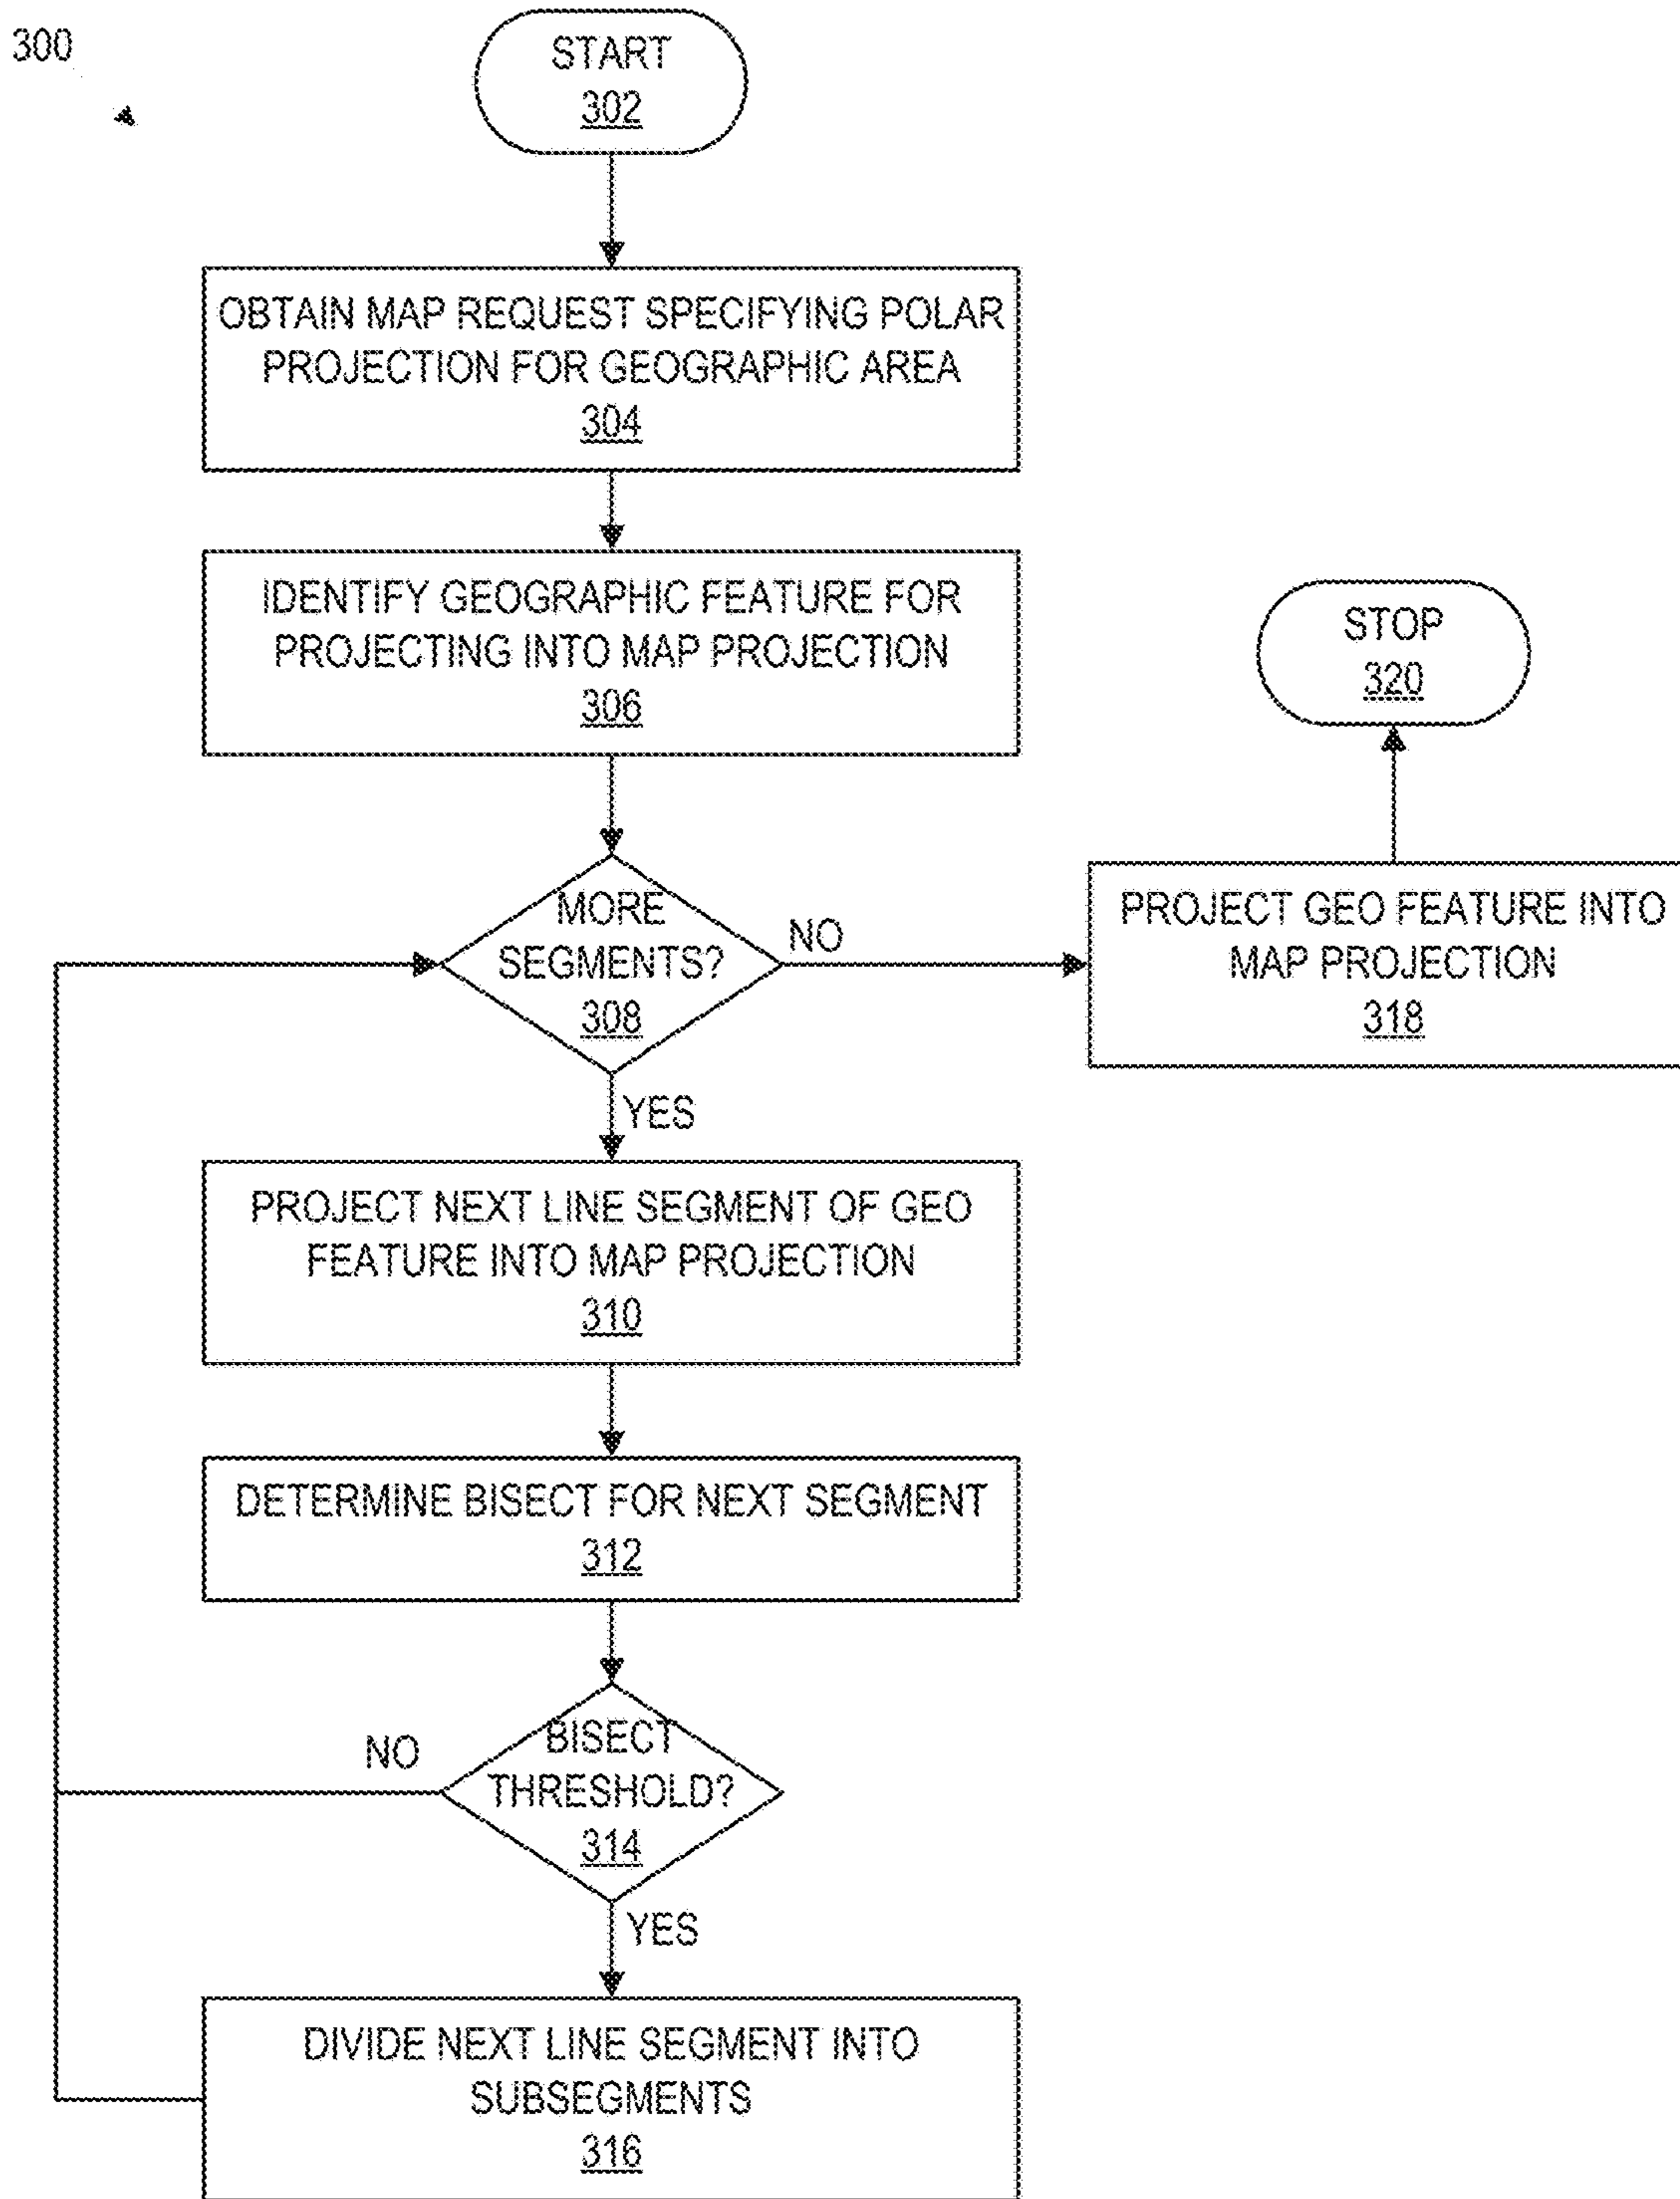 300
START
302
OBTAIN MAP REQUEST SPECIFYING POLAR
PROJECTION FOR GEOGRAPHIC AREA
304
IDENTIFY GEOGRAPHIC FEATURE FOR
PROJECTING INTO MAP PROJECTION
306
STOP
320
MORE
SEGMENTS?
308
NO
PROJECT GEO FEATURE INTO
MAP PROJECTION
318
YES
PROJECT NEXT LINE SEGMENT OF GEO
FEATURE INTO MAP PROJECTION
310
DETERMINE BISECT FOR NEXT SEGMENT
312
NO
BISECT
THRESHOLD?
314
YES
DIVIDE NEXT LINE SEGMENT INTO
SUBSEGMENTS
316